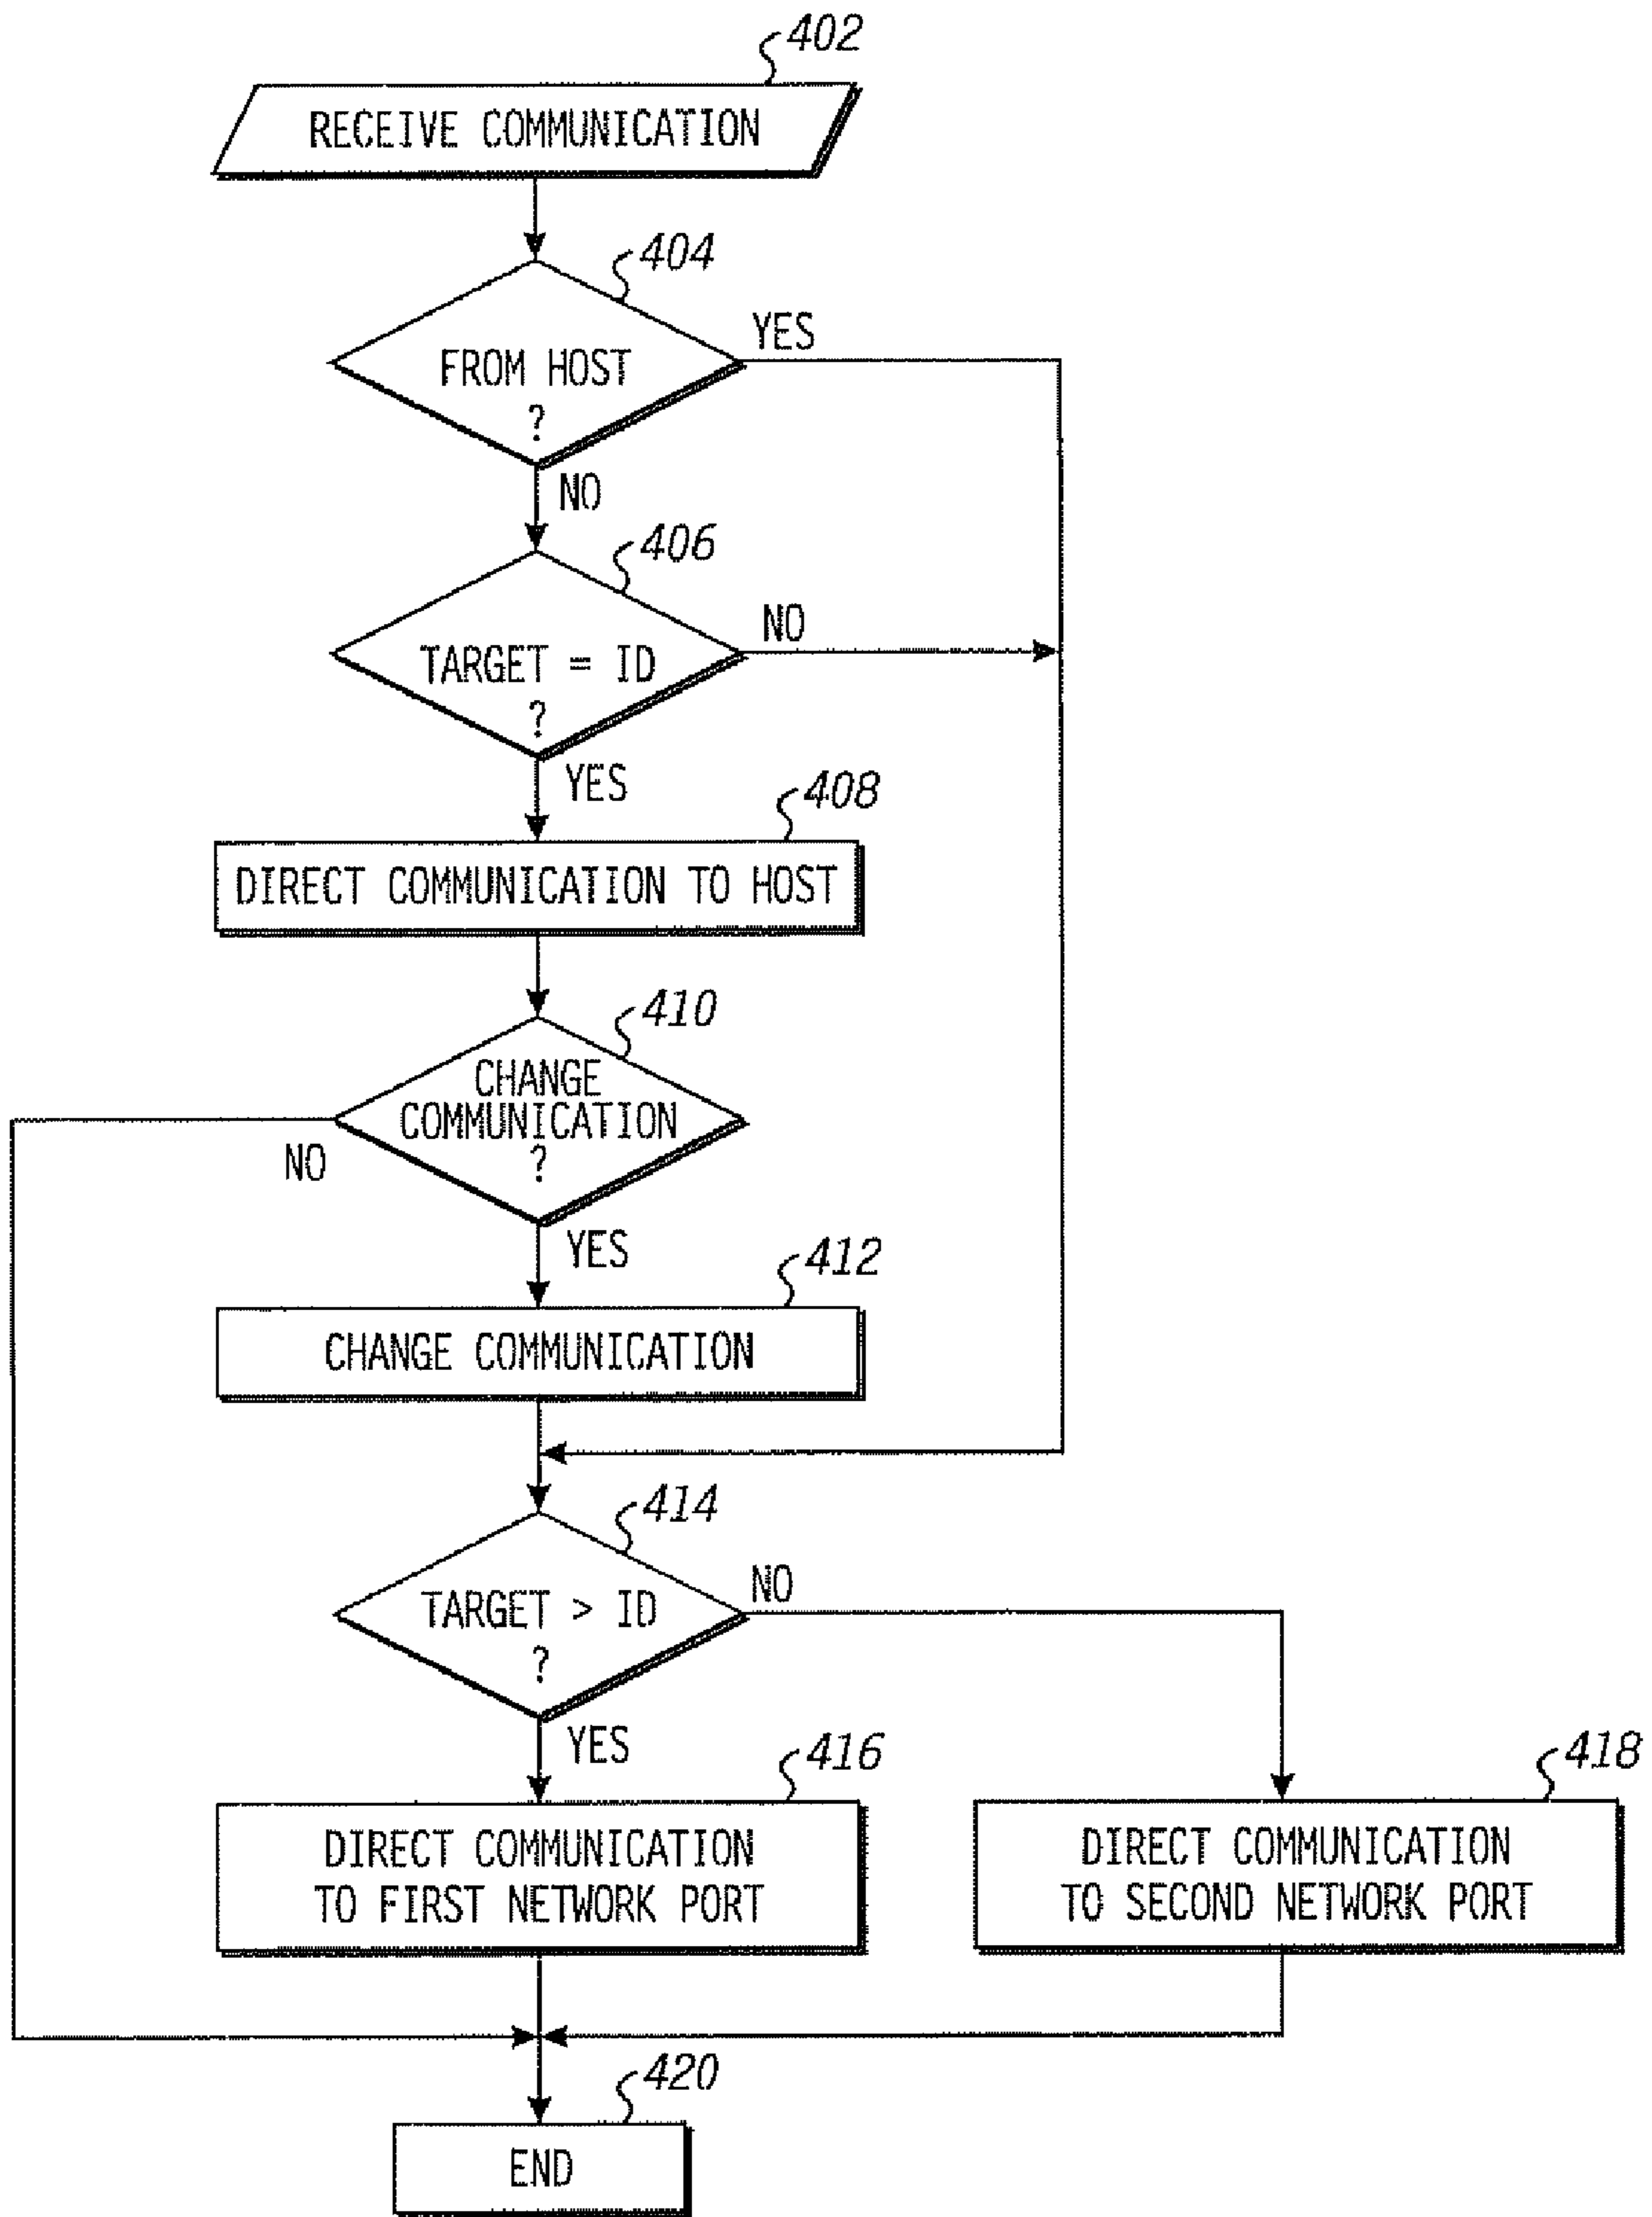 402
RECEIVE COMMUNICATION
404
YES
FROM HOST
?
NO
406
NO
TARGET = ID
?
YES
408
DIRECT COMMUNICATION TO HOST
410
CHANGE
COMMUNICATION
?
NO
YES
412
CHANGE COMMUNICATION
414
NO
TARGET > ID
?
YES
416
418
DIRECT COMMUNICATION
TO FIRST NETWORK PORT
DIRECT COMMUNICATION
TO SECOND NETWORK PORT
420
END